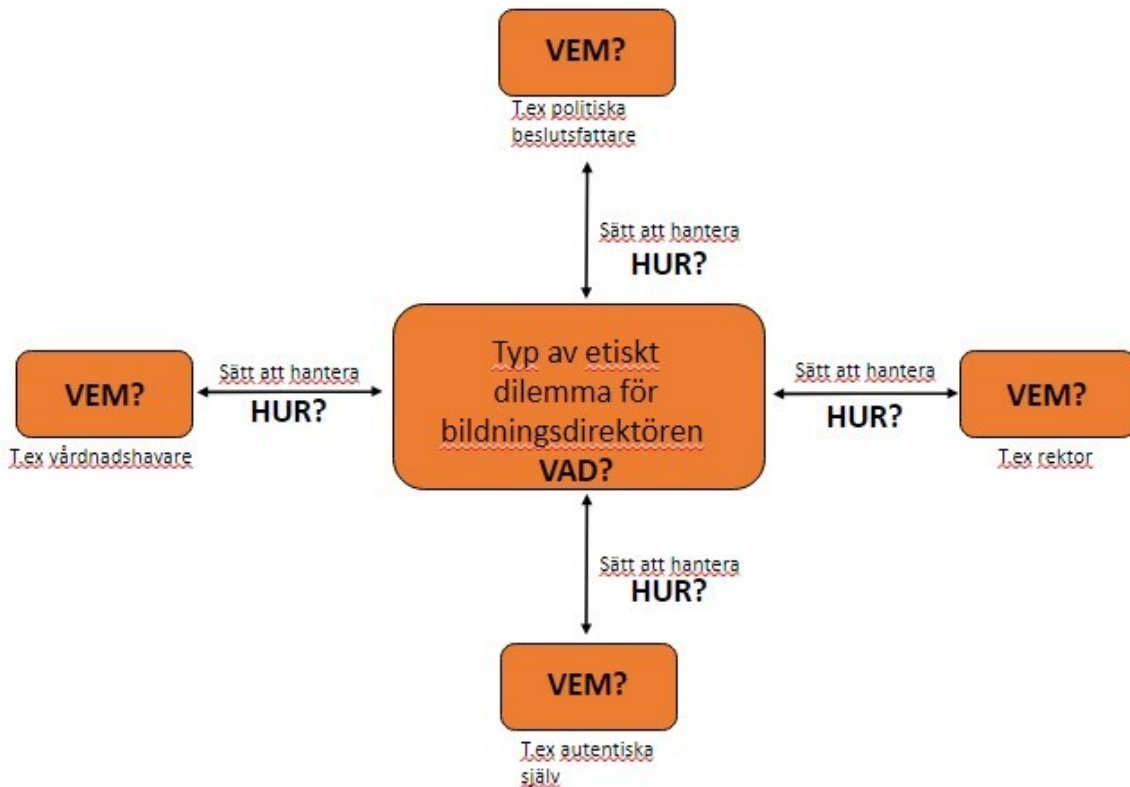 VEM?
T.ex politiska
beslutsfattare
Sätt att hantera
HUR?
VEM?
T.ex vårdnadshavare
Sätt att hantera
HUR?
Typ av etiskt
dilemma för
bildningsdirektören
VAD?
Sätt att hantera
HUR?
VEM?
T.ex rektor
Sätt att hantera
HUR?
VEM?
T.ex autentiska
själv